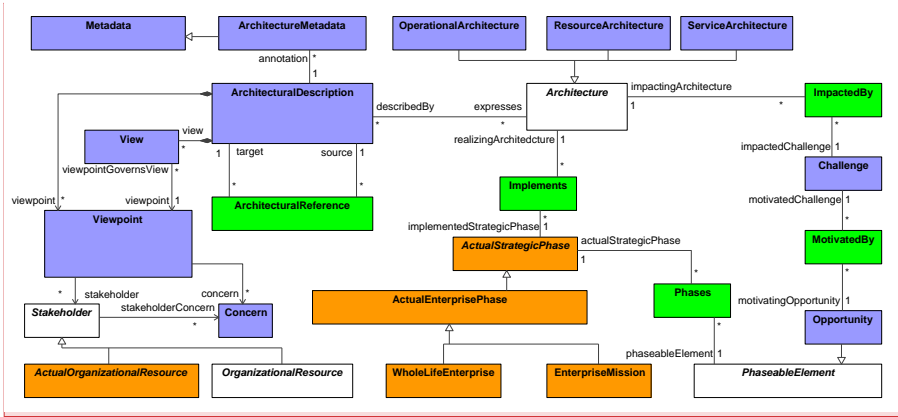 Metadata
ArchitectureMetadata
OperationalArchitecture
ResourceArchitecture
ServiceArchitecture
annotation
*
1
ArchitecturalDescription
describedBy
*
expresses
*
Architecture
impactingArchitecture
1
*
ImpactedBy
view
*
View
viewpointGovernsView
*
1
target
source
1
realizingArchitedcture
1
*
impactedChallenge
1
Challenge
*
*
*
Implements
ArchitecturalReference
viewpoint
*
viewpoint
1
Viewpoint
motivatedChallenge
1
*
MotivatedBy
implementedStrategicPhase
*
1
ActualStrategicPhase
actualStrategicPhase
1
*
Phases
*
motivatingOpportunity
1
Opportunity
*
stakeholder
concern
*
Stakeholder
stakeholderConcern
*
Concern
ActualEnterprisePhase
*
phaseableElement
1
ActualOrganizationalResource
OrganizationalResource
WholeLifeEnterprise
EnterpriseMission
PhaseableElement